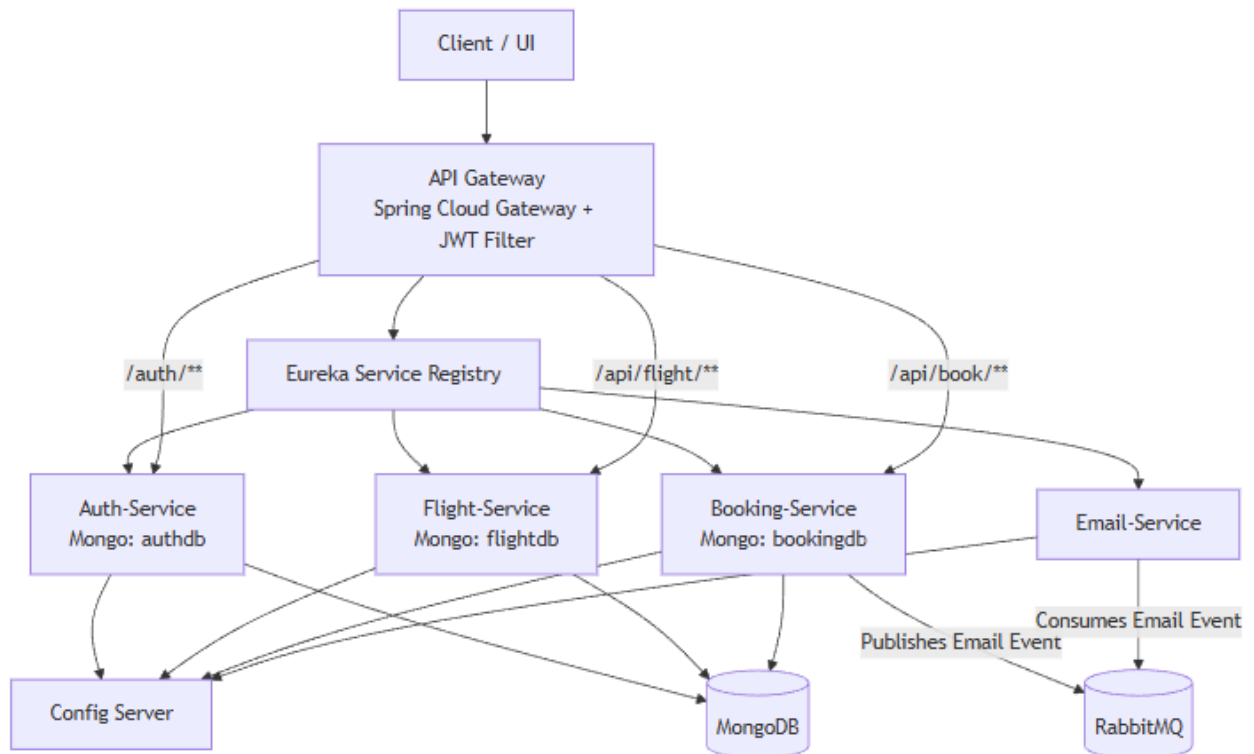 Client / UI
API Gateway
Spring Cloud Gateway +
JWT Filter
/auth/**
Eureka Service Registry
/api/flight/**
/api/book/**
Auth-Service
Mongo: authdb
Flight-Service
Mongo: flightdb
Booking-Service
Mongo: bookingdb
Email-Service
Publishes Email Event
Consumes Email Event
Config Server
MongoDB
RabbitMQ